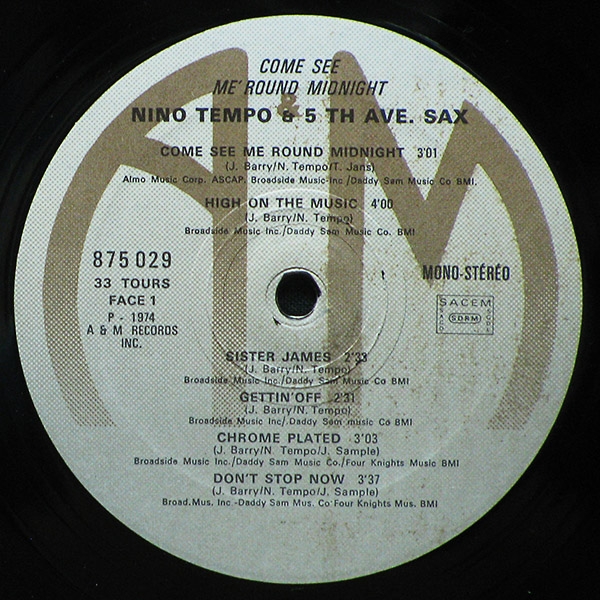 COME SEE
ME 'ROUND MIDNIGHT
NINO TEMPO & 5 TH AVE. SAX
COME SEE ME ROUND MIDNIGHT 3'01
(J. Barry/N. Tempo/T. Jans)
Almo Music Corp. ASCAP. Broadside Music-Inc/Daddy Sam Music Co BMI.
HIGH ON THE MUSIC 4'00
(J. Barry/N. Tempo)
Broadside Music Inc./Daddy Sam Music Co. BMI
875 029
33 TOURS
FACE 1
P - 1974
A & M RECORDS
INC.
MONO-STÉRÉO
SACEM
SDRM
SISTER JAMES 2'33
(J. Barry/N. Tempo)
Broadside Music Inc./Daddy Sam Music Co BMI
GETTIN'OFF 2'31
(J. Barry/N. Tempo)
Broadside Music Inc./Daddy Sam music Co BMI
CHROME PLATED 3'03
(J. Barry/N. Tempo/J. Sample)
Broadside Music Inc./Daddy Sam Music Co./Four Knights Music BMI
DON'T STOP NOW 3'37
(J. Barry/N. Tempo/J. Sample)
Broad.Mus. Inc.-Daddy Sam Mus. Co Four Knights Mus. BMI
A&M